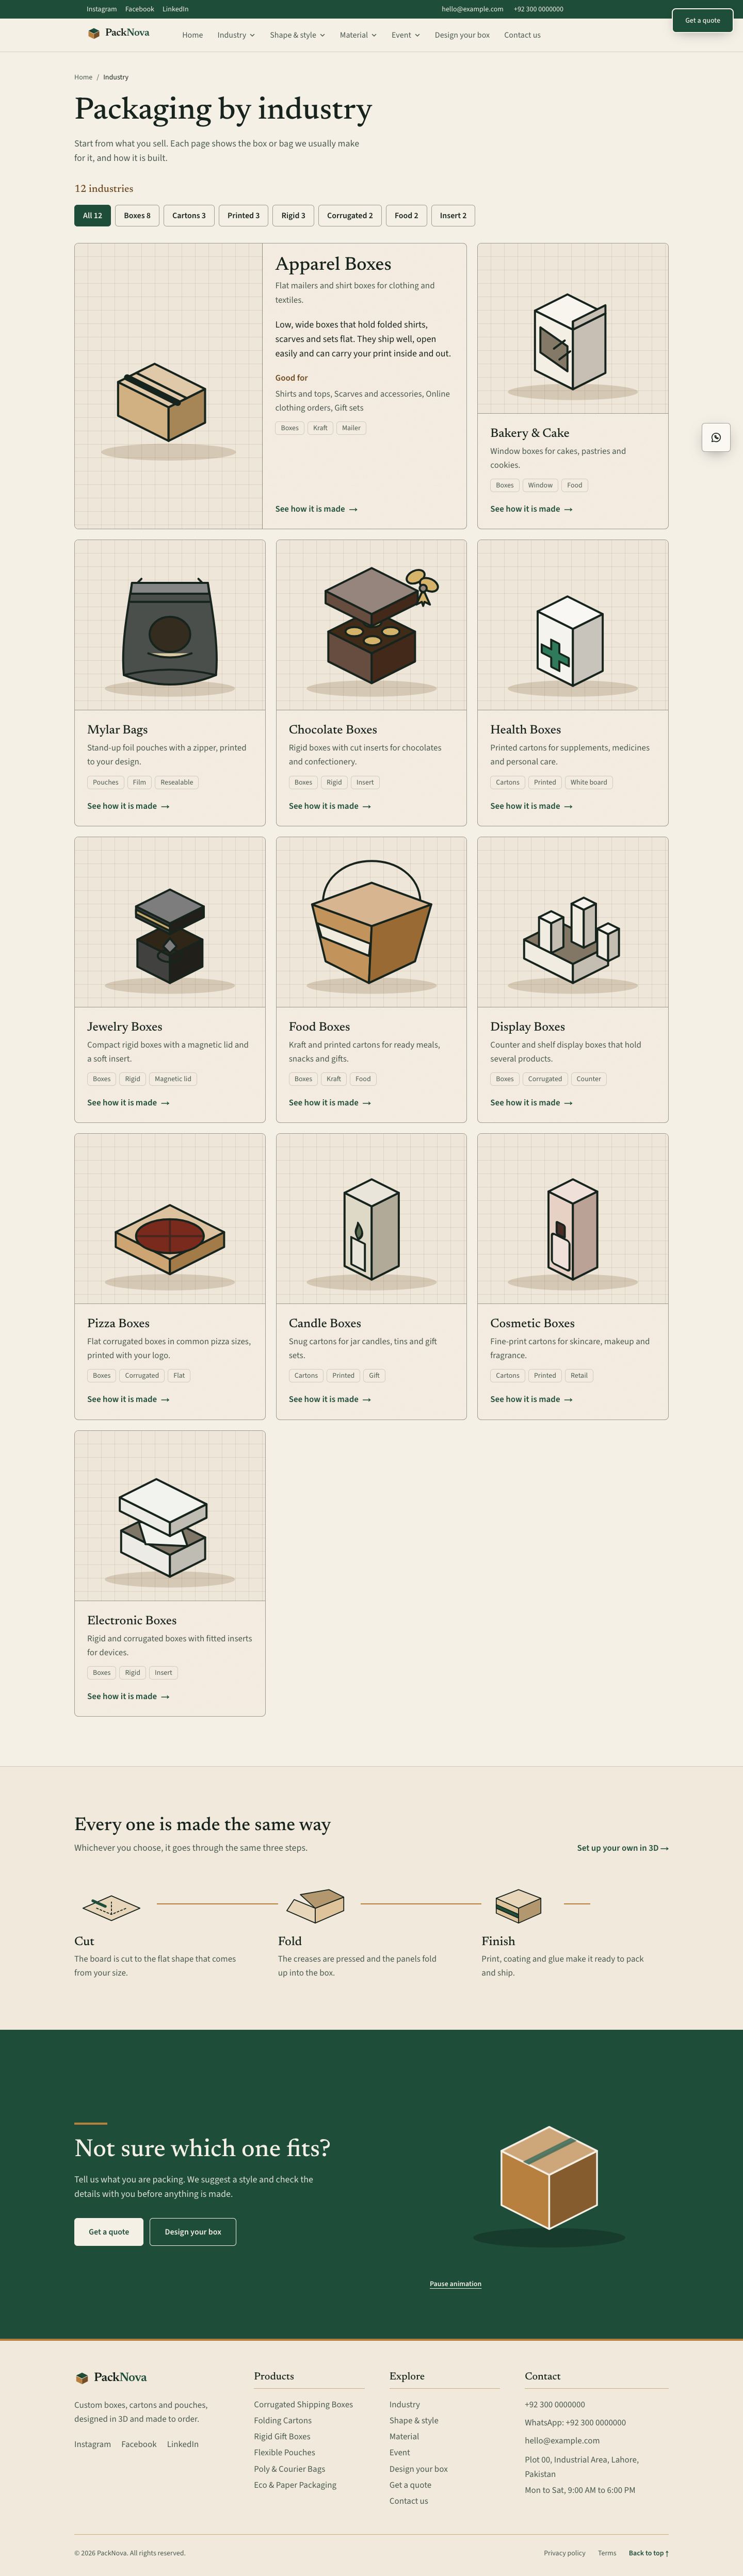 Instagram Facebook LinkedIn hello@example.com +92 300 0000000
Get a quote
PackNova Home Industry Shape & style Material Event Design your box Contact us
Home / Industry
Packaging by industry
Start from what you sell. Each page shows the box or bag we usually make
for it, and how it is built.
12 industries
All 12 Boxes 8 Cartons 3 Printed 3 Rigid 3 Corrugated 2 Food 2 Insert 2
Apparel Boxes
Flat mailers and shirt boxes for clothing and
textiles.
Low, wide boxes that hold folded shirts,
scarves and sets flat. They ship well, open
easily and can carry your print inside and out.
Good for
Shirts and tops, Scarves and accessories, Online
clothing orders, Gift sets
Boxes Kraft Mailer
See how it is made →
Bakery & Cake
Window boxes for cakes, pastries and
cookies.
Boxes Window Food
See how it is made →
Mylar Bags
Stand-up foil pouches with a zipper, printed
to your design.
Pouches Film Resealable
See how it is made →
Chocolate Boxes
Rigid boxes with cut inserts for chocolates
and confectionery.
Boxes Rigid Insert
See how it is made →
Health Boxes
Printed cartons for supplements, medicines
and personal care.
Cartons Printed White board
See how it is made →
Jewelry Boxes
Compact rigid boxes with a magnetic lid and
a soft insert.
Boxes Rigid Magnetic lid
See how it is made →
Food Boxes
Kraft and printed cartons for ready meals,
snacks and gifts.
Boxes Kraft Food
See how it is made →
Display Boxes
Counter and shelf display boxes that hold
several products.
Boxes Corrugated Counter
See how it is made →
Pizza Boxes
Flat corrugated boxes in common pizza sizes,
printed with your logo.
Boxes Corrugated Flat
See how it is made →
Candle Boxes
Snug cartons for jar candles, tins and gift
sets.
Cartons Printed Gift
See how it is made →
Cosmetic Boxes
Fine-print cartons for skincare, makeup and
fragrance.
Cartons Printed Retail
See how it is made →
Electronic Boxes
Rigid and corrugated boxes with fitted inserts
for devices.
Boxes Rigid Insert
See how it is made →
Every one is made the same way
Whichever you choose, it goes through the same three steps.
Set up your own in 3D →
Cut
The board is cut to the flat shape that comes
from your size.
Fold
The creases are pressed and the panels fold
up into the box.
Finish
Print, coating and glue make it ready to pack
and ship.
Not sure which one fits?
Tell us what you are packing. We suggest a style and check the
details with you before anything is made.
Get a quote Design your box
Pause animation
PackNova
Custom boxes, cartons and pouches,
designed in 3D and made to order.
Instagram Facebook LinkedIn
Products
Corrugated Shipping Boxes
Folding Cartons
Rigid Gift Boxes
Flexible Pouches
Poly & Courier Bags
Eco & Paper Packaging
Explore
Industry
Shape & style
Material
Event
Design your box
Get a quote
Contact us
Contact
+92 300 0000000
WhatsApp: +92 300 0000000
hello@example.com
Plot 00, Industrial Area, Lahore,
Pakistan
Mon to Sat, 9:00 AM to 6:00 PM
© 2026 PackNova. All rights reserved.
Privacy policy Terms Back to top ↑